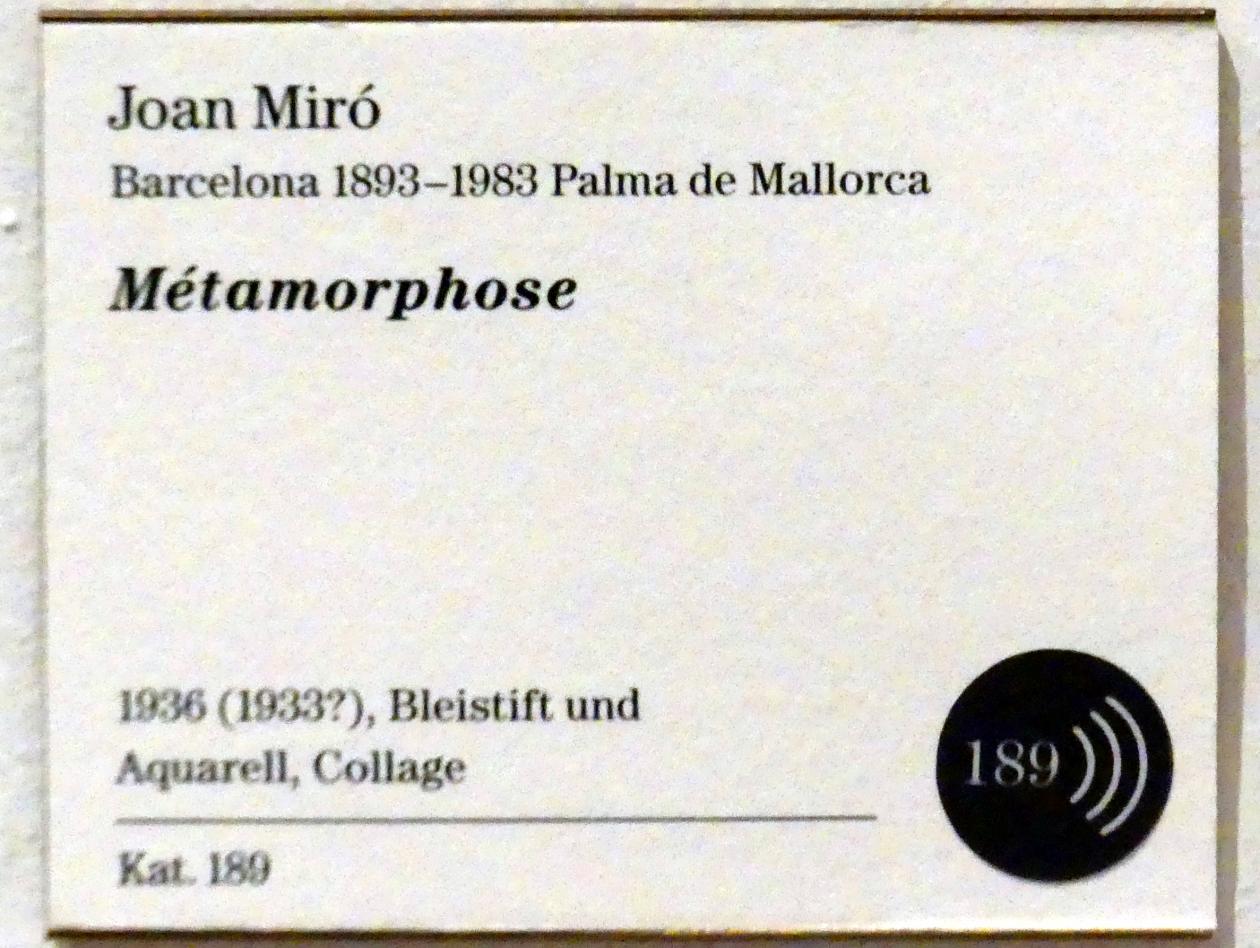 Joan Miró
Barcelona 1893–1983 Palma de Mallorca
Métamorphose
1936 (1933?), Bleistift und
Aquarell, Collage
Kat. 189
189